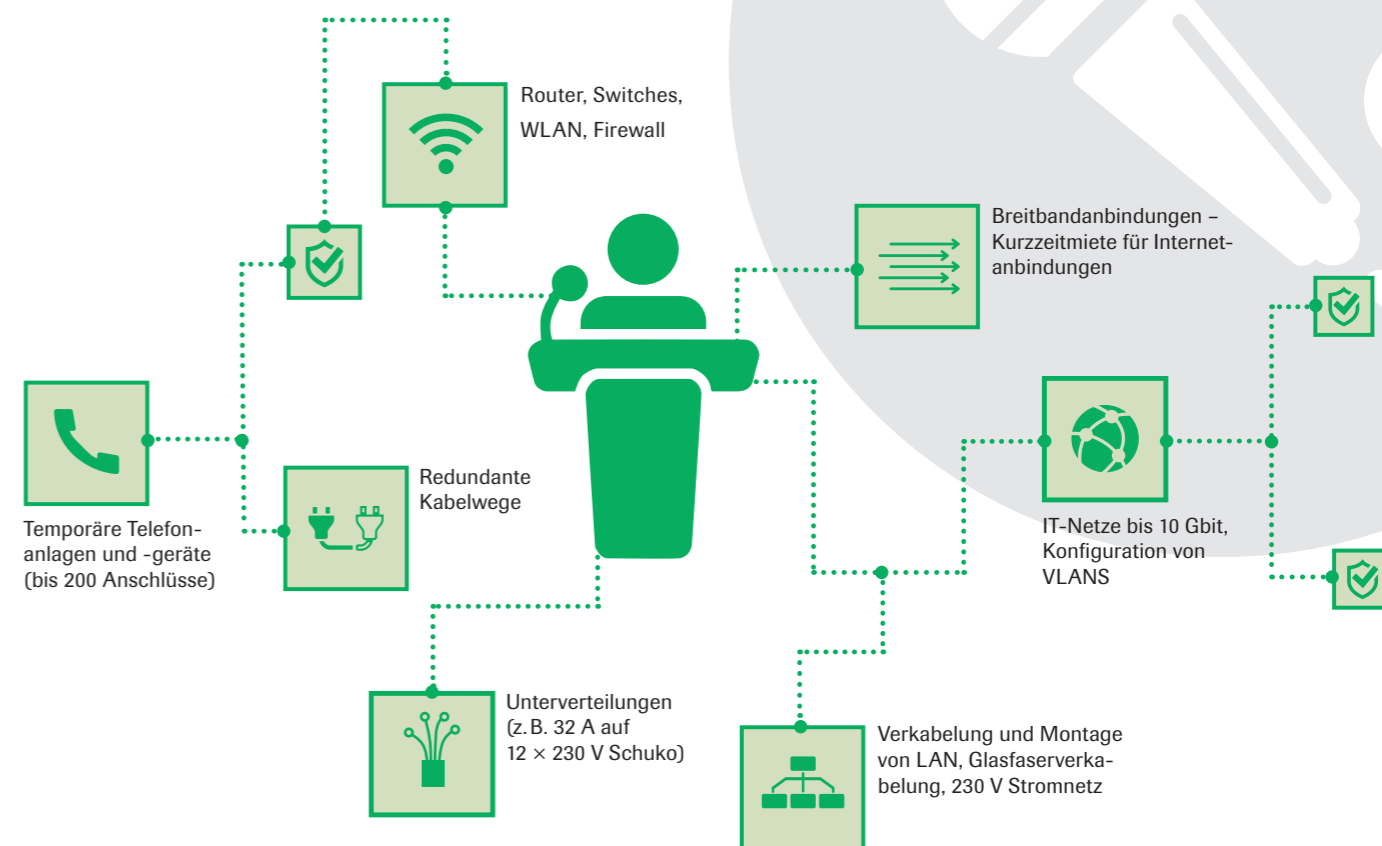 Router, Switches,
WLAN, Firewall
Breitbandanbindungen –
Kurzzeitmiete für Internet-
anbindungen
Redundante
Kabelwege
Temporäre Telefon-
anlagen und -geräte
(bis 200 Anschlüsse)
IT-Netze bis 10 Gbit,
Konfiguration von
VLANS
Unterverteilungen
(z. B. 32 A auf
12 × 230 V Schuko)
Verkabelung und Montage
von LAN, Glasfaserverka-
belung, 230 V Stromnetz